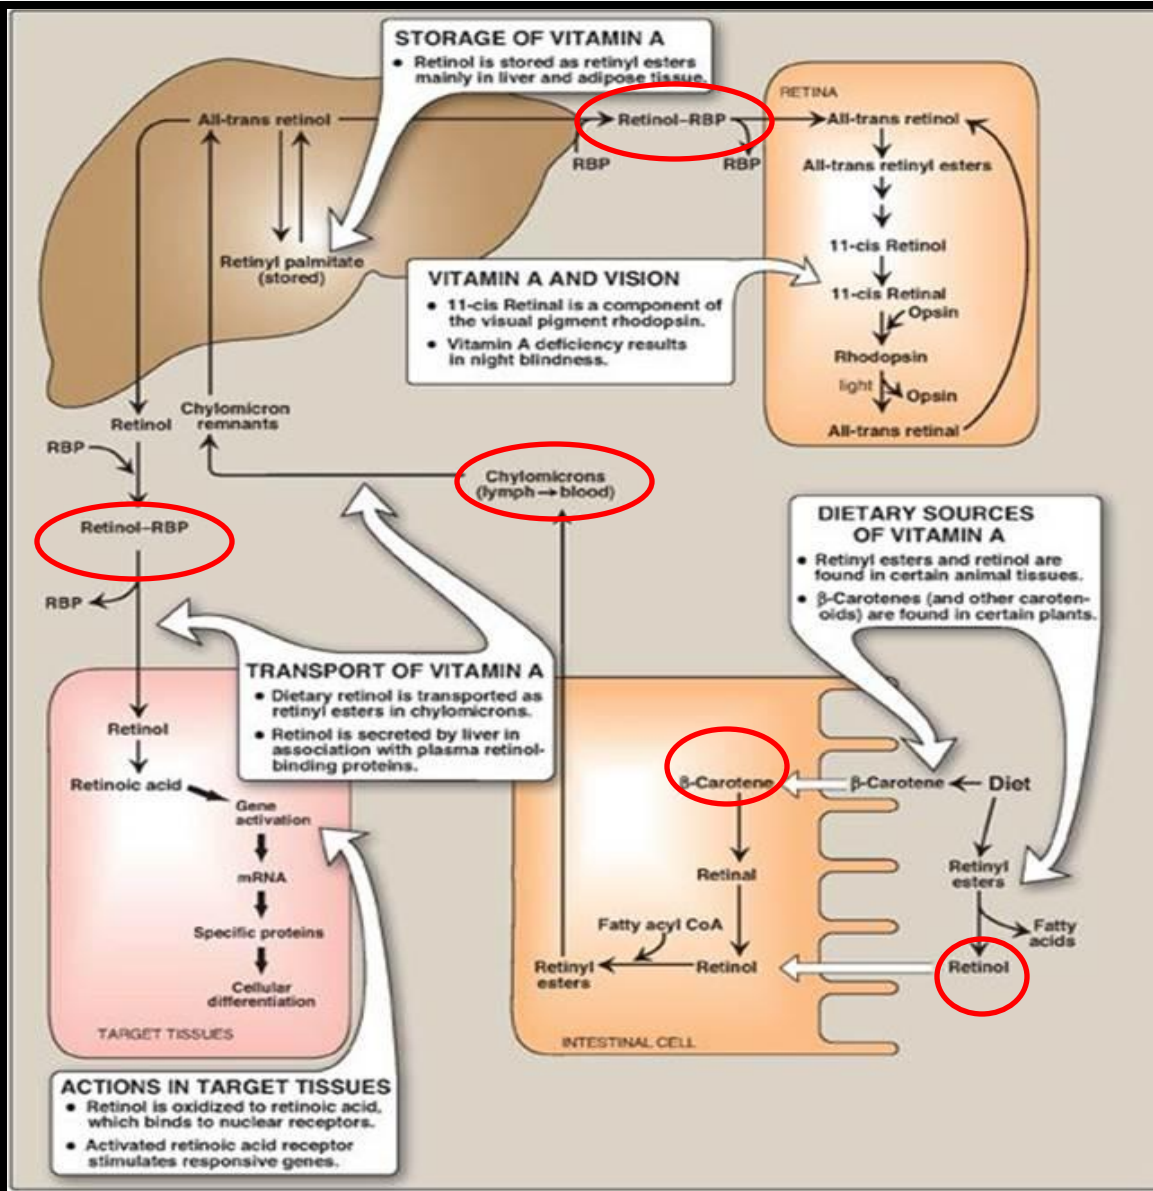 STORAGE OF VITAMIN A
• Retinol is stored as retinyl esters
mainly in liver and adipose tissue.
All-trans retinol
Retinol–RBP
RBP
RBP
Retinyl palmitate
(stored)
RETINA
All-trans retinol
All-trans retinyl esters
11-cis Retinol
11-cis Retinal
Opsin
Rhodopsin
light
Opsin
All-trans retinal
VITAMIN A AND VISION
• 11-cis Retinal is a component of
the visual pigment rhodopsin.
• Vitamin A deficiency results
in night blindness.
Retinol
Chylomicron
remnants
RBP
Chylomicrons
(lymph→blood)
Retinol–RBP
RBP
DIETARY SOURCES
OF VITAMIN A
• Retinyl esters and retinol are
found in certain animal tissues.
• β-Carotenes (and other caroten-
oids) are found in certain plants.
TRANSPORT OF VITAMIN A
• Dietary retinol is transported as
retinyl esters in chylomicrons.
• Retinol is secreted by liver in
association with plasma retinol-
binding proteins.
Retinol
Retinoic acid
Gene
activation
mRNA
Specific proteins
Cellular
differentiation
TARGET TISSUES
β-Carotene
β-Carotene
Diet
Retinal
Retinyl
esters
Fatty acyl CoA
Fatty
acids
Retinyl
esters
Retinol
Retinol
INTESTINAL CELL
ACTIONS IN TARGET TISSUES
• Retinol is oxidized to retinoic acid,
which binds to nuclear receptors.
• Activated retinoic acid receptor
stimulates responsive genes.